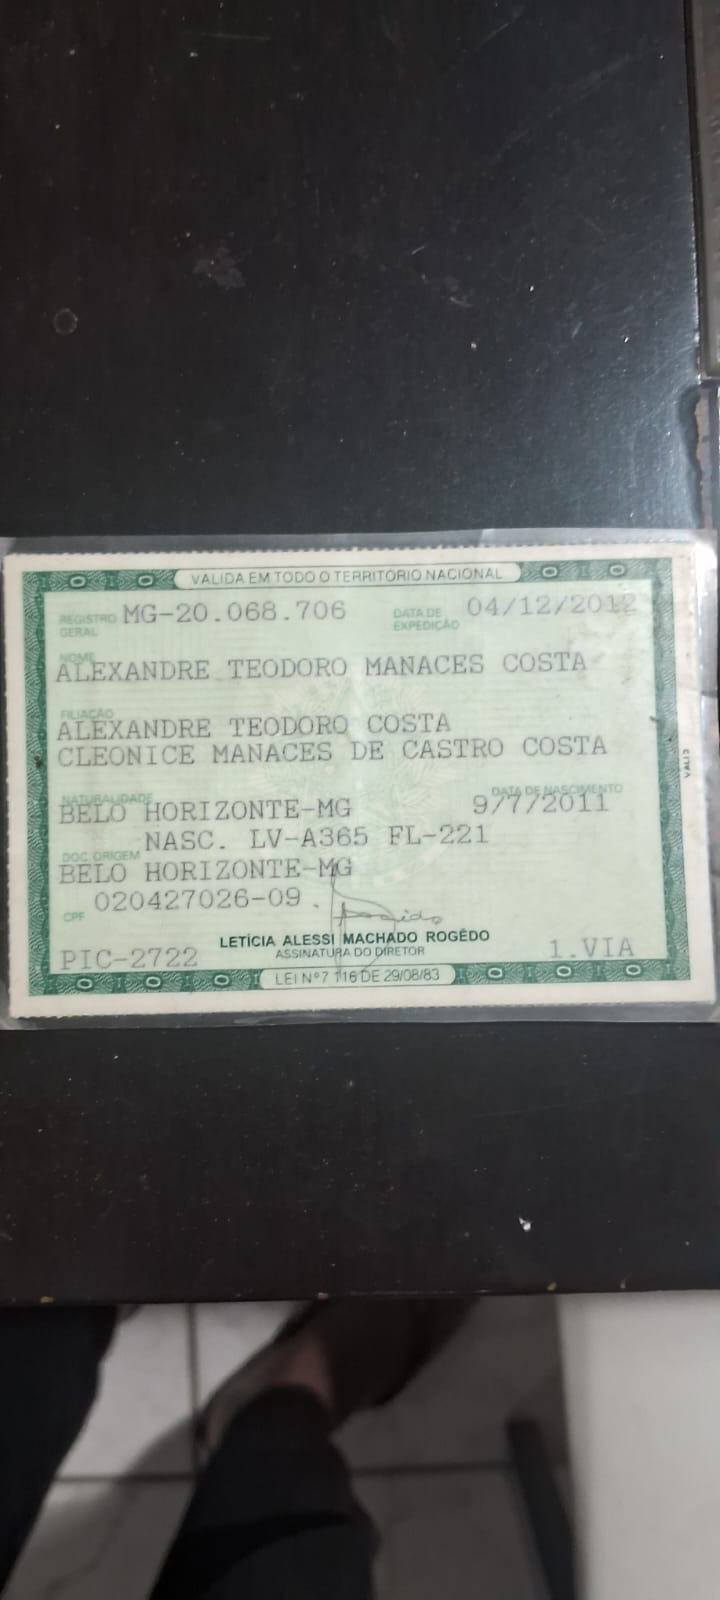 VALIDA EM TODO O TERRITÓRIO NACIONAL
REGISTRO GERAL MG-20.068.706 DATA DE EXPEDIÇÃO 04/12/2012
NOME
ALEXANDRE TEODORO MANACES COSTA
FILIAÇÃO
ALEXANDRE TEODORO COSTA
CLEONICE MANACES DE CASTRO COSTA
NATURALIDADE DATA DE NASCIMENTO
BELO HORIZONTE-MG 9/7/2011
NASC. LV-A365 FL-221
DOC ORIGEM
BELO HORIZONTE-MG
020427026-09
CPF
LETÍCIA ALESSI MACHADO ROGÊDO
PIC-2722 ASSINATURA DO DIRETOR 1.VIA
LEI Nº 7 116 DE 29/08/83